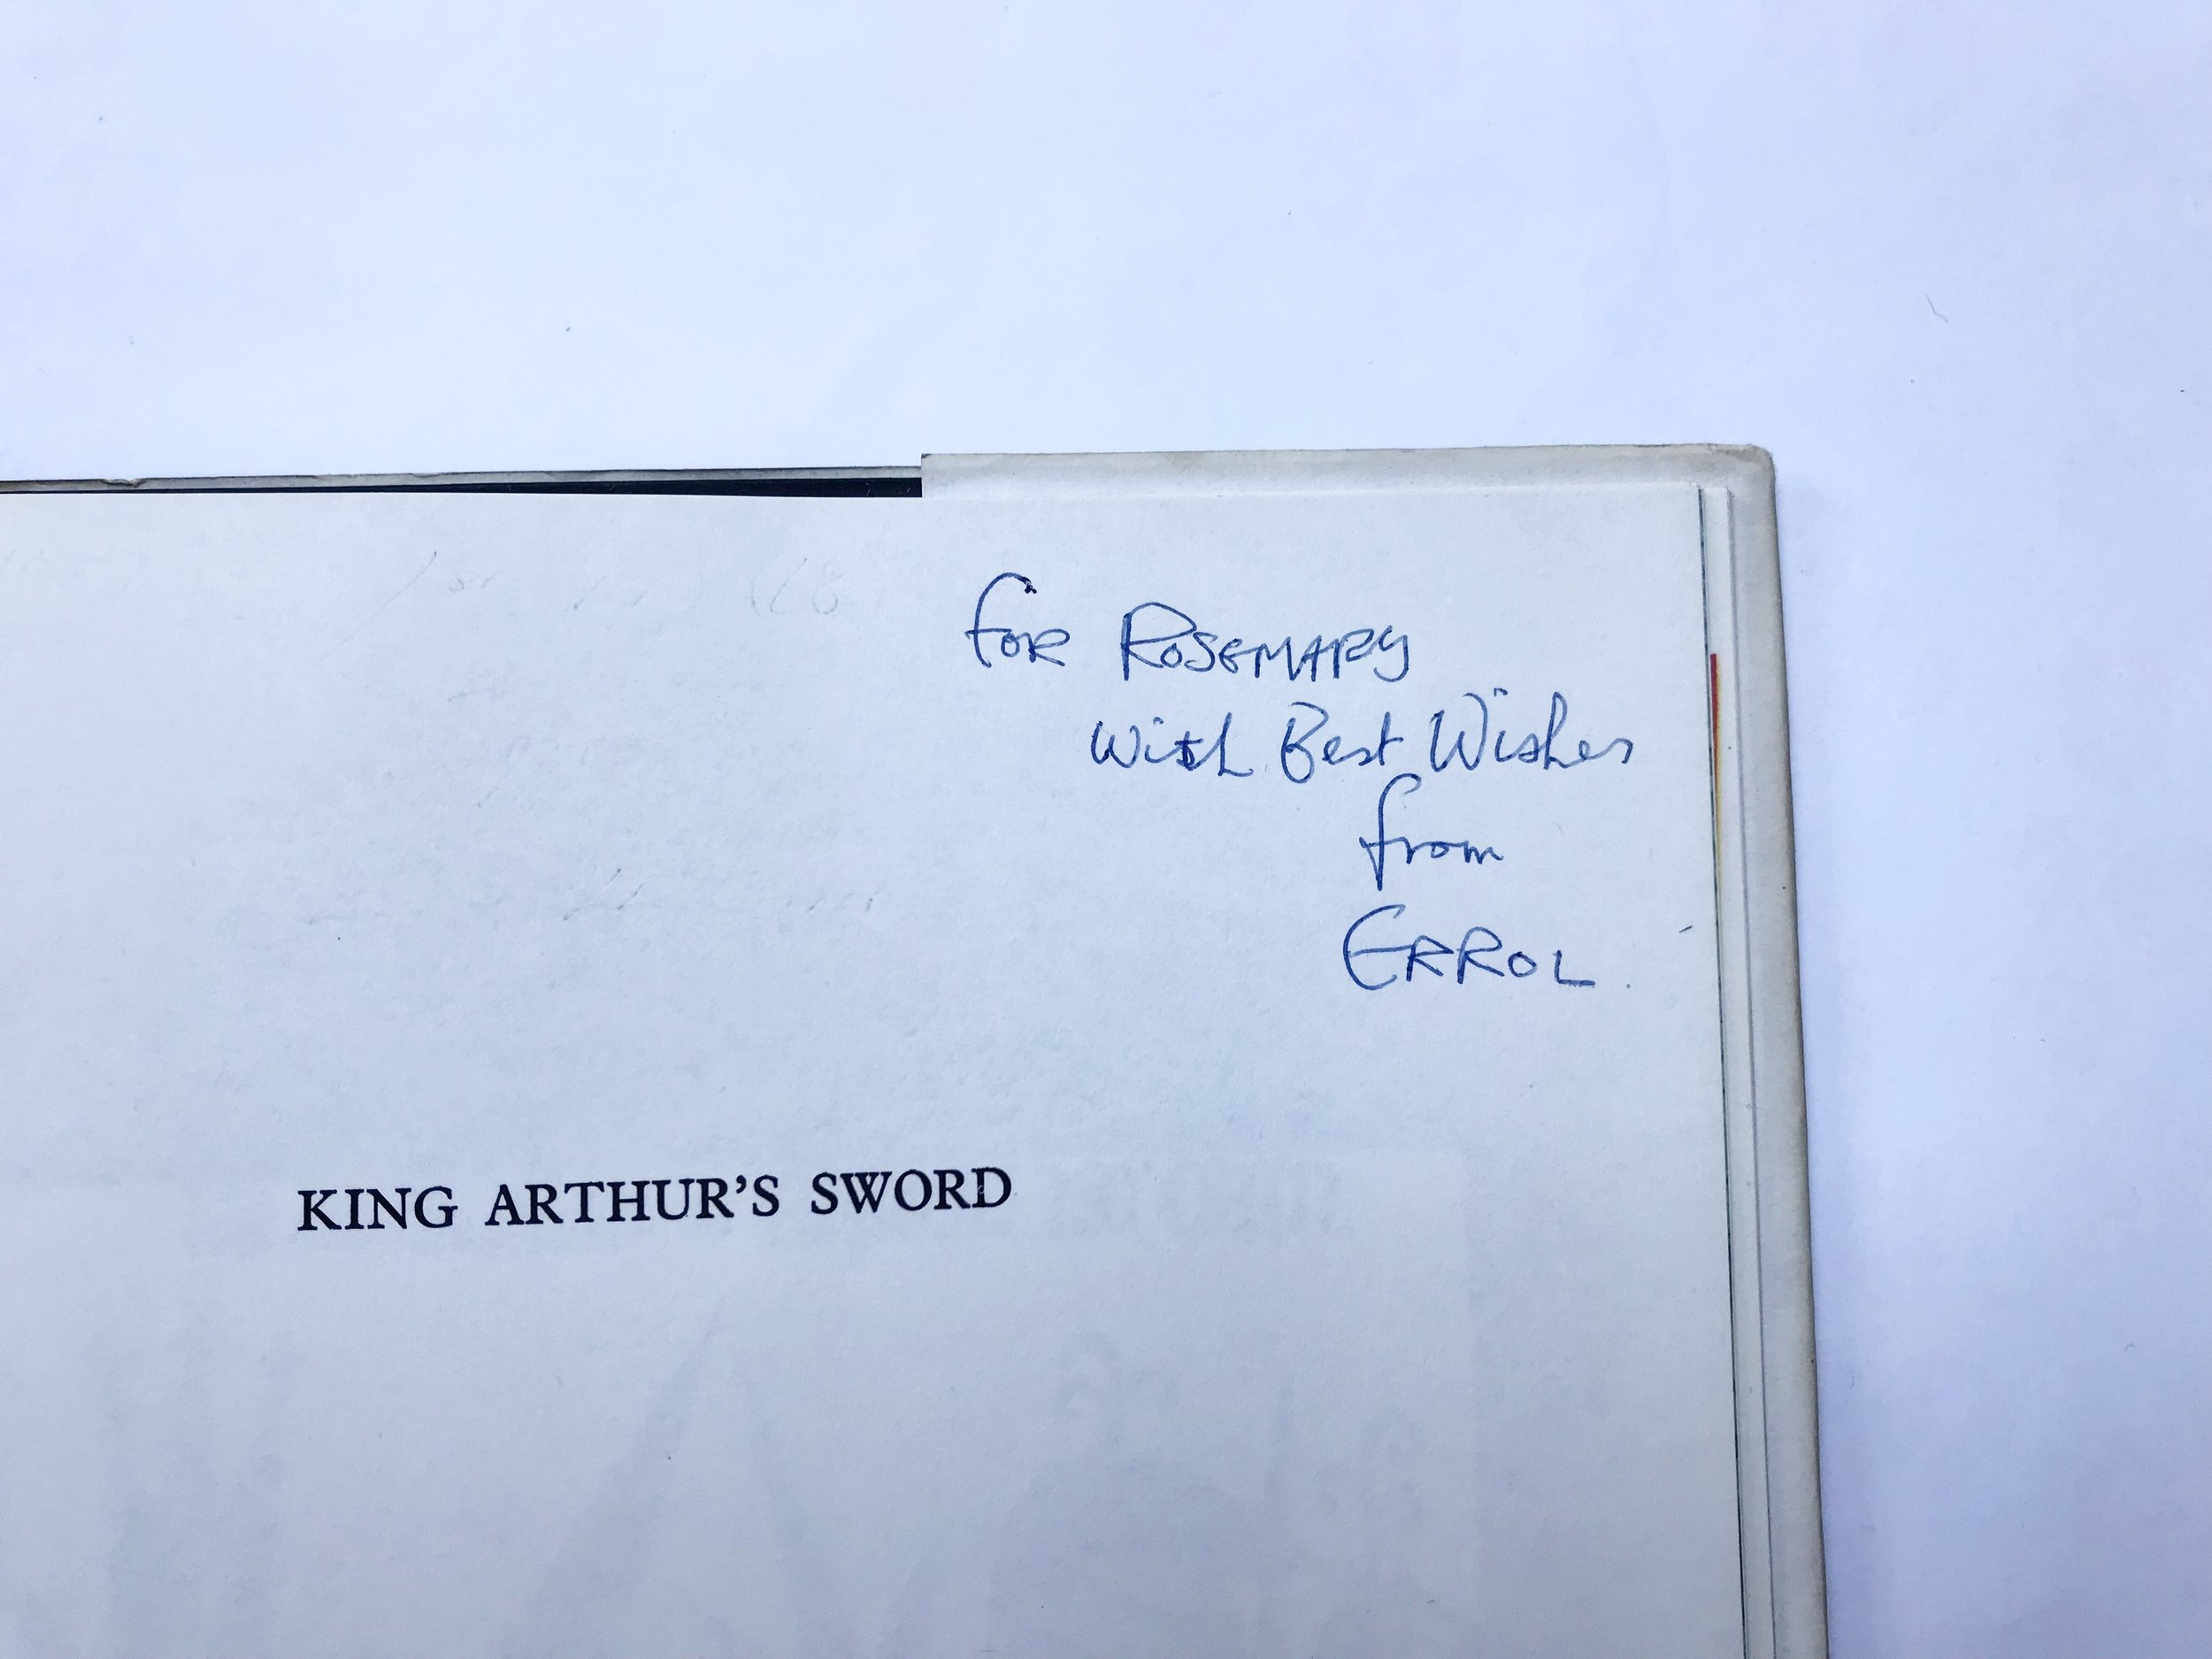 for Rosemary
with Best Wishes
from
ERROL.
KING ARTHUR'S SWORD